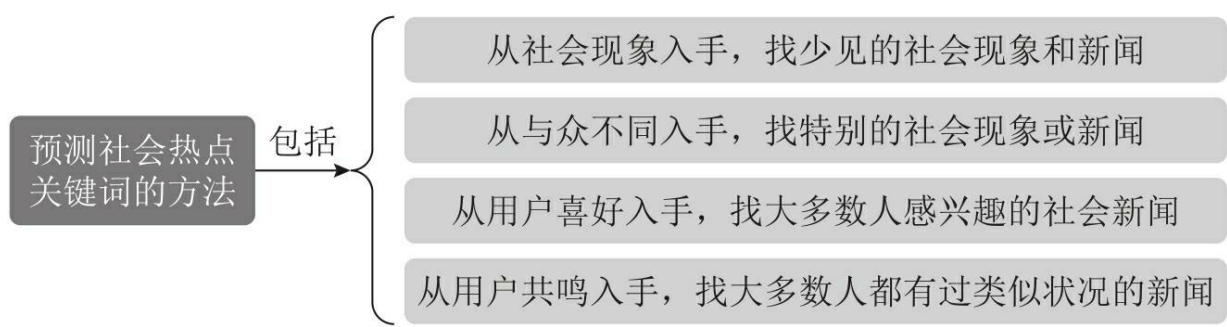 预测社会热点
关键词的方法
包括
从社会现象入手，找少见的社会现象和新闻
从与众不同入手，找特别的社会现象或新闻
从用户喜好入手，找大多数人感兴趣的社会新闻
从用户共鸣入手，找大多数人都有过类似状况的新闻